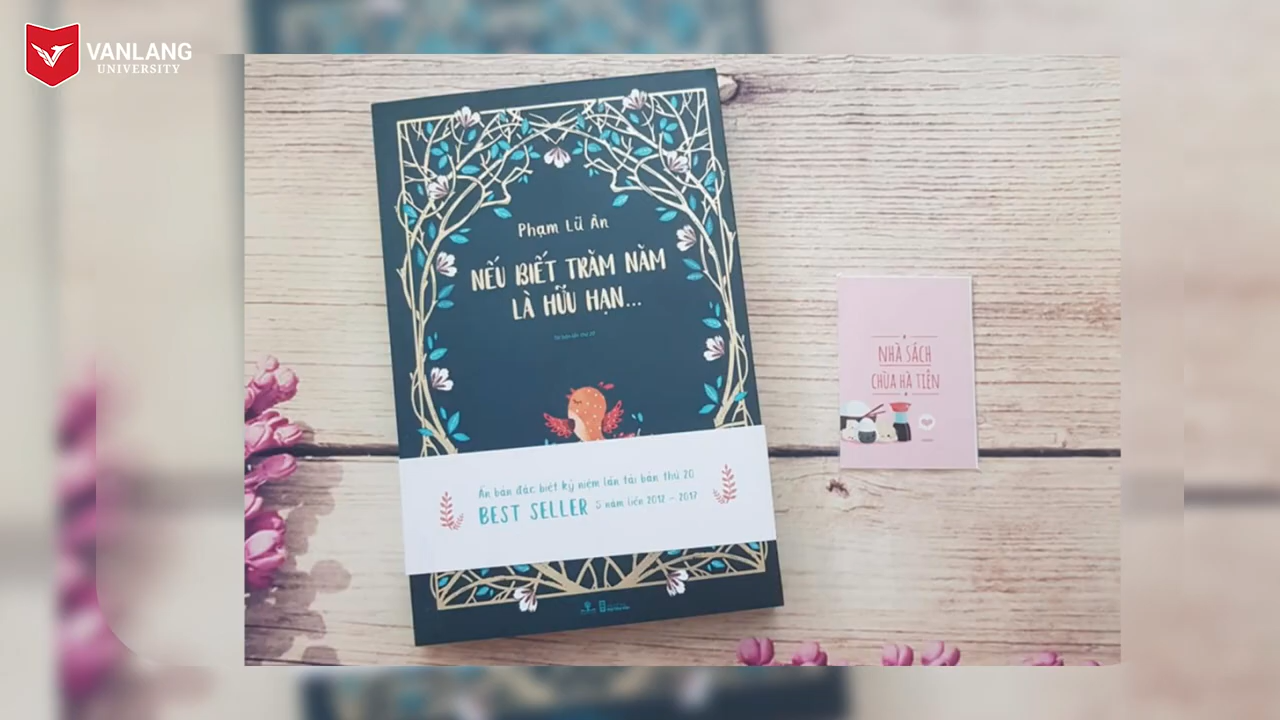 VANLANG
UNIVERSITY
Phạm Lữ Ân
NẾU BIẾT TRĂM NĂM
LÀ HỮU HẠN...
Ấn bản đặc biệt kỷ niệm lần tái bản thứ 20
BEST SELLER 5 năm liền 2012 – 2017
NHÀ SÁCH
CHÙA HÀ TIÊN